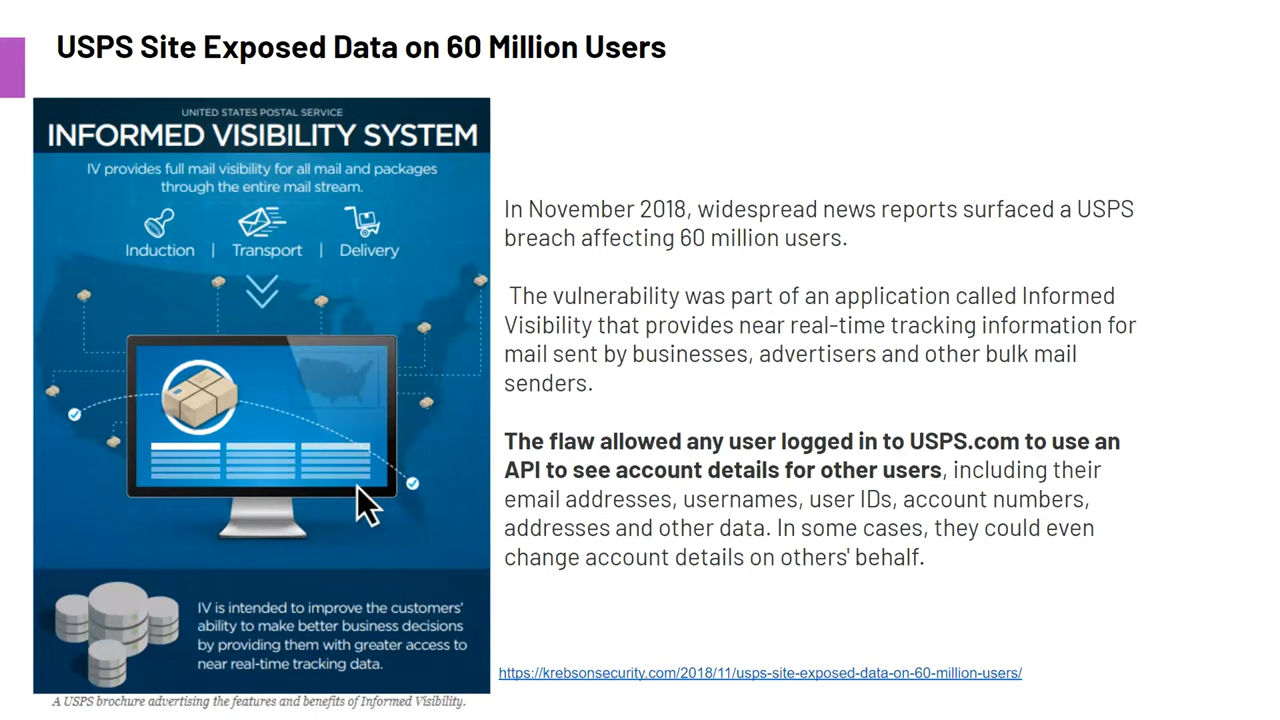 USPS Site Exposed Data on 60 Million Users
UNITED STATES POSTAL SERVICE
INFORMED VISIBILITY SYSTEM
IV provides full mail visibility for all mail and packages
through the entire mail stream.
Induction | Transport | Delivery
IV is intended to improve the customers'
ability to make better business decisions
by providing them with greater access to
near real-time tracking data.
A USPS brochure advertising the features and benefits of Informed Visibility.
In November 2018, widespread news reports surfaced a USPS
breach affecting 60 million users.
The vulnerability was part of an application called Informed
Visibility that provides near real-time tracking information for
mail sent by businesses, advertisers and other bulk mail
senders.
The flaw allowed any user logged in to USPS.com to use an
API to see account details for other users, including their
email addresses, usernames, user IDs, account numbers,
addresses and other data. In some cases, they could even
change account details on others' behalf.
https://krebsonsecurity.com/2018/11/usps-site-exposed-data-on-60-million-users/